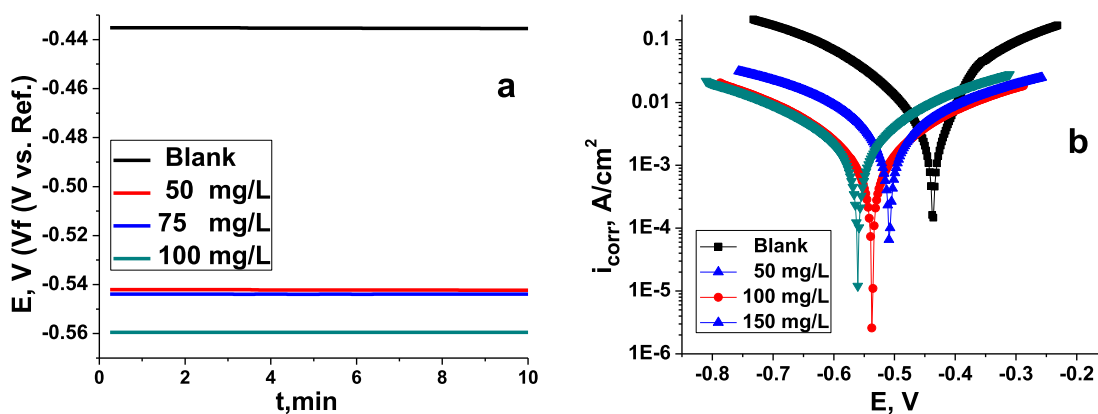 a
E, V (Vf (V vs. Ref.)
-0.44
-0.46
-0.48
-0.50
-0.52
-0.54
-0.56
Blank
50 mg/L
75 mg/L
100 mg/L
0 2 4 6 8 10
t,min
b
i_corr, A/cm²
0.1
0.01
1E-3
1E-4
1E-5
1E-6
Blank
50 mg/L
100 mg/L
150 mg/L
-0.8 -0.7 -0.6 -0.5 -0.4 -0.3 -0.2
E, V